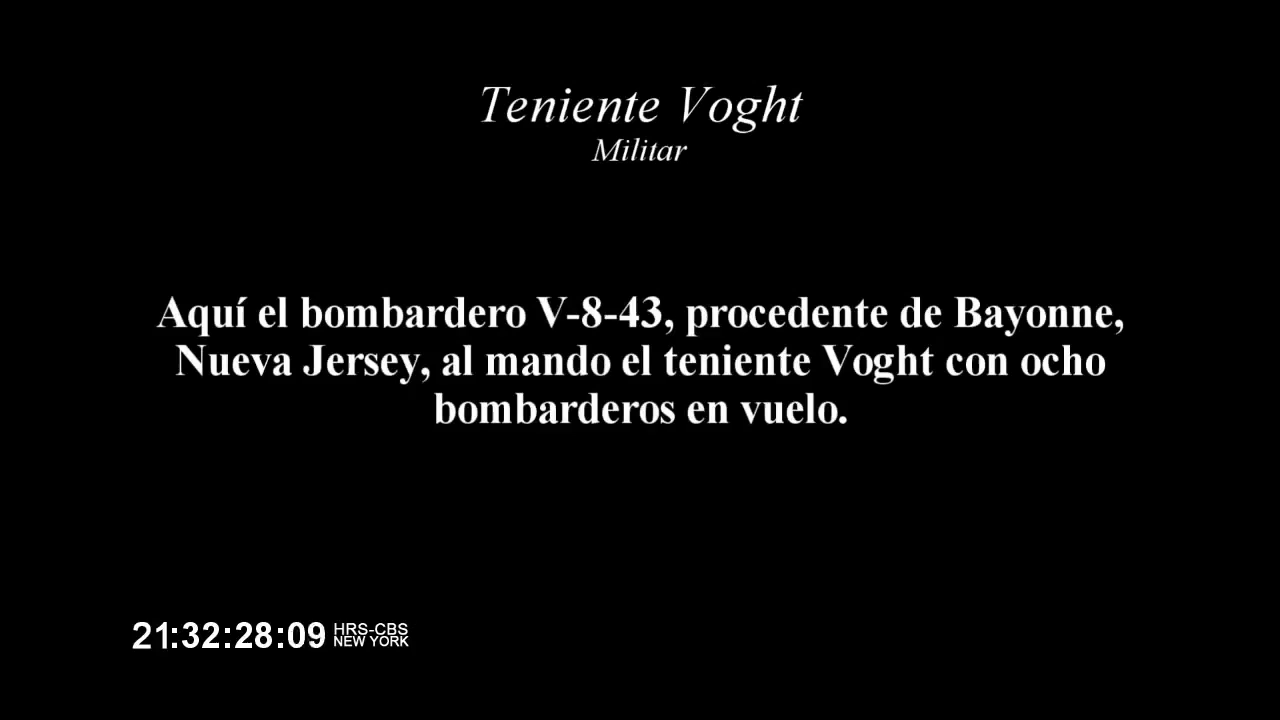 Teniente Voght
Militar
Aquí el bombardero V-8-43, procedente de Bayonne,
Nueva Jersey, al mando el teniente Voght con ocho
bombarderos en vuelo.
21:32:28:09 HRS-CBS
NEW YORK